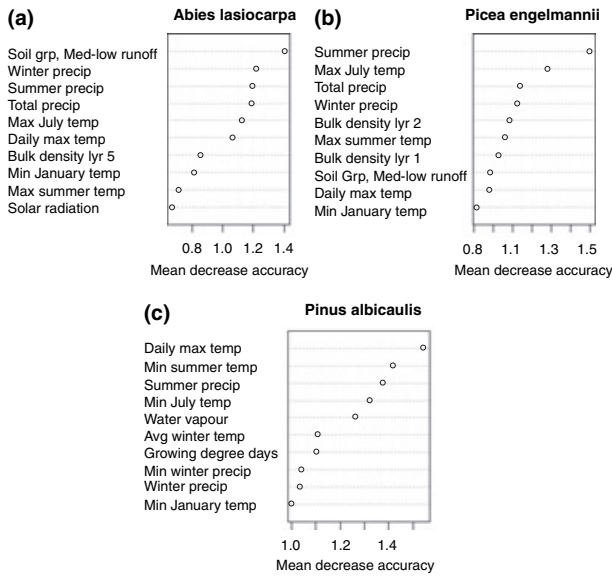 (a)
Abies lasiocarpa
Soil grp, Med-low runoff
Winter precip
Summer precip
Total precip
Max July temp
Daily max temp
Bulk density lyr 5
Min January temp
Max summer temp
Solar radiation
0.8 1.0 1.2 1.4
Mean decrease accuracy
(b)
Picea engelmannii
Summer precip
Max July temp
Total precip
Winter precip
Bulk density lyr 2
Max summer temp
Bulk density lyr 1
Soil Grp, Med-low runoff
Daily max temp
Min January temp
0.8 1.1 1.3 1.5
Mean decrease accuracy
(c)
Pinus albicaulis
Daily max temp
Min summer temp
Summer precip
Min July temp
Water vapour
Avg winter temp
Growing degree days
Min winter precip
Winter precip
Min January temp
1.0 1.2 1.4
Mean decrease accuracy